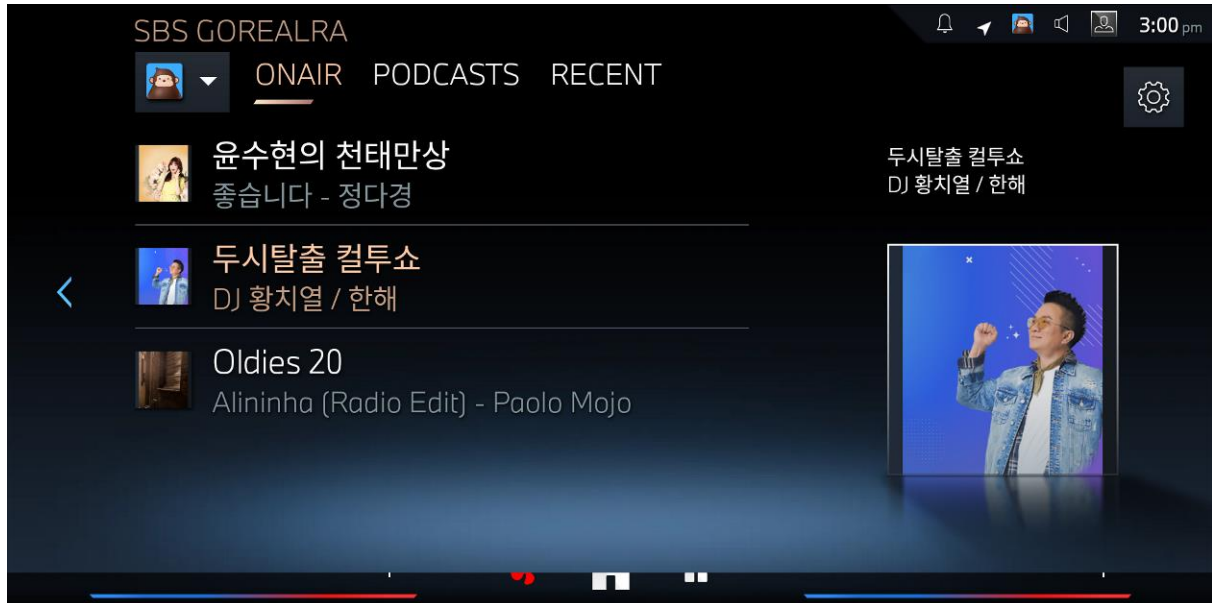 SBS GOREALRA
3:00 pm
ONAIR PODCASTS RECENT
윤수현의 천태만상
좋습니다 - 정다경
두시탈출 컬투쇼
DJ 황치열 / 한해
Oldies 20
Alininha (Radio Edit) - Paolo Mojo
두시탈출 컬투쇼
DJ 황치열 / 한해